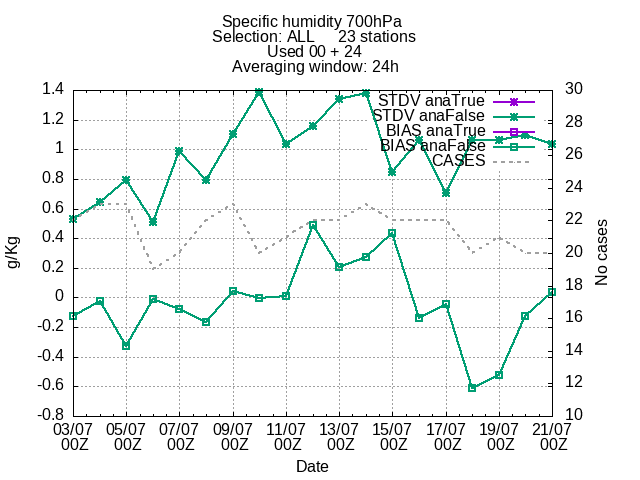 Specific humidity 700hPa
Selection: ALL 23 stations
Used 00 + 24
Averaging window: 24h
STDV anaTrue
STDV anaFalse
BIAS anaTrue
BIAS anaFalse
CASES
1.4
1.2
1
0.8
0.6
0.4
0.2
0
-0.2
-0.4
-0.6
-0.8
g/Kg
30
28
26
24
22
20
18
16
14
12
10
No cases
03/07 05/07 07/07 09/07 11/07 13/07 15/07 17/07 19/07 21/07
00Z 00Z 00Z 00Z 00Z 00Z 00Z 00Z 00Z 00Z
Date